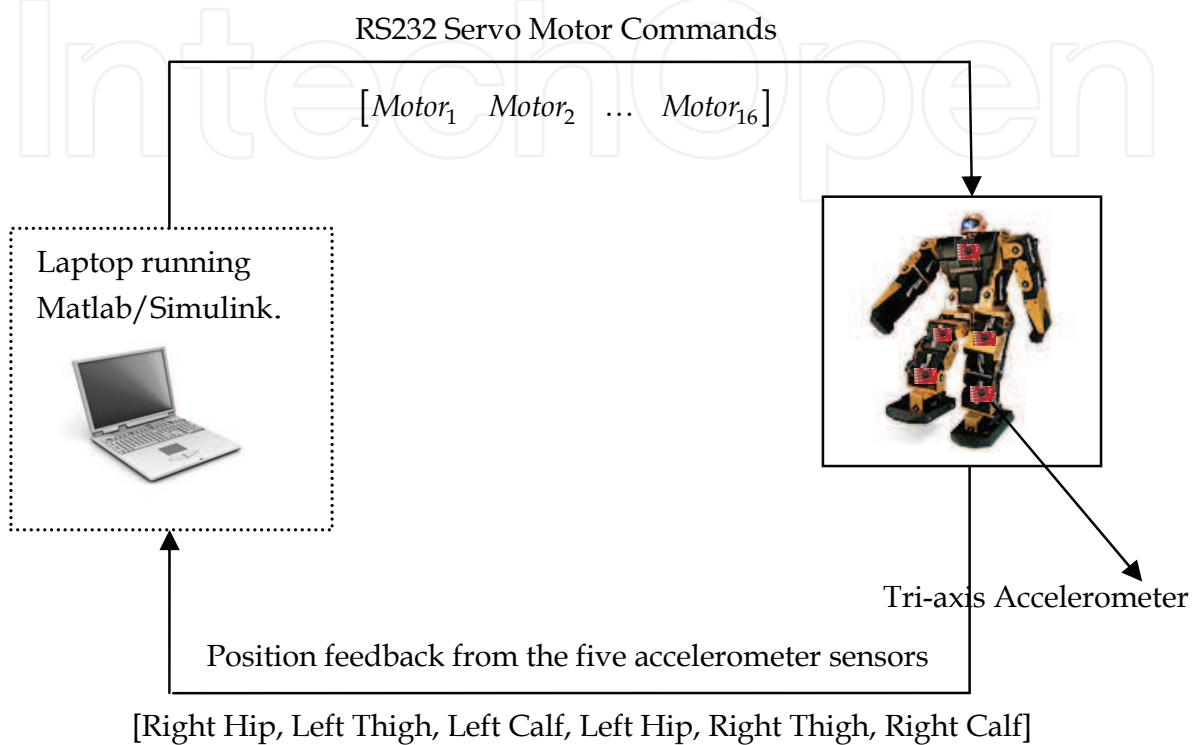 IntechOpen
RS232 Servo Motor Commands
[Motor₁ Motor₂ … Motor₁₆]
Laptop running
Matlab/Simulink.
Tri-axis Accelerometer
Position feedback from the five accelerometer sensors
[Right Hip, Left Thigh, Left Calf, Left Hip, Right Thigh, Right Calf]